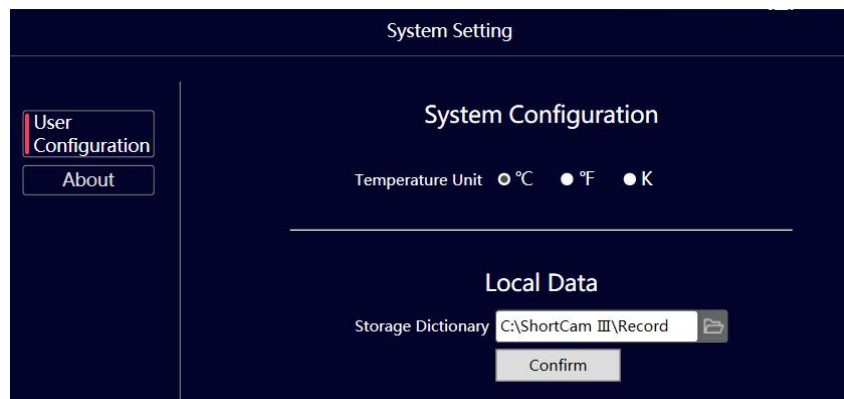 System Setting
User
Configuration
About
System Configuration
Temperature Unit ℃ ℉ K
Local Data
Storage Dictionary C:\ShortCam Ⅲ\Record
Confirm